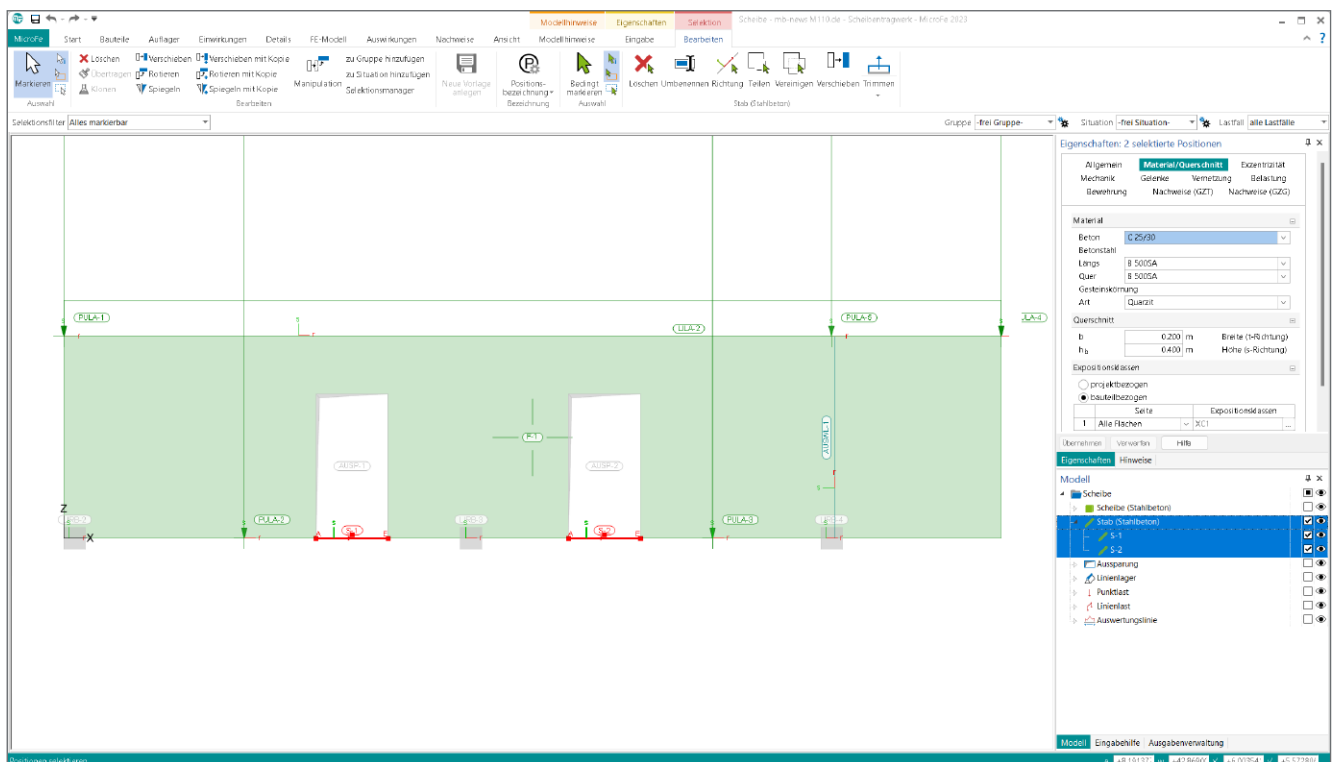 Modellhinweise Eigenschaften Selektion Scheibe - mb-news M119.de - Scheibentragwerk - MicroFe 2023
MicroFe Start Bauteile Auflager Einwirkungen Details FE-Modell Auswirkungen Nachweise Ansicht Modellhinweise Eingabe Bearbeiten
Markieren
Auswahl
Löschen Verschieben Verschieben mit Kopie
Übertragen Rotieren Rotieren mit Kopie
Klonen Spiegeln Spiegeln mit Kopie
Manipulation
zu Gruppe hinzufügen
zu Situation hinzufügen
Selektionsmanager
Bearbeiten
Neue Vorlage
anlegen
Positions-
bezeichnung
Bezeichnung
Bedingt
markieren
Auswahl
Löschen Umbenennen Richtung Teilen Vereinigen Verschieben Trimmen
Stab (Stahlbeton)
Selektionsfilter Alles markierbar Gruppe -frei Gruppe- Situation -frei Situation- Lastfall alle Lastfälle
PULA-1
s
r
s
r
LILA-2
s
PULA-5
r
s
AUSP-1
P-1
AUSP-2
AUSRL-1
r
s
Z
X
PULA-2
s
r
A
s
S-1
E
r
A
s
S-2
E
r
PULA-3
s
r
Eigenschaften: 2 selektierte Positionen
Allgemein Material/Querschnitt Exzentrizität
Mechanik Gelenke Vernetzung Belastung
Bewehrung Nachweise (GZT) Nachweise (GZG)
Material
Beton C 25/30
Betonstahl
Längs B 500SA
Quer B 500SA
Gesteinskörnung
Art Quarzit
Querschnitt
b 0.200 m Breite (t-Richtung)
h b 0.400 m Höhe (s-Richtung)
Expositionsklassen
projektbezogen
bauteilbezogen
Seite Expositionsklassen
1 Alle Flächen XC1 ...
Übernehmen Verwerfen Hilfe
Eigenschaften Hinweise
Modell
Scheibe
Scheibe (Stahlbeton)
Stab (Stahlbeton)
S-1
S-2
Aussparung
Linienlager
Punktlast
Linienlast
Auswertungslinie
Modell Eingabehilfe Ausgabenverwaltung
Positionen selektieren